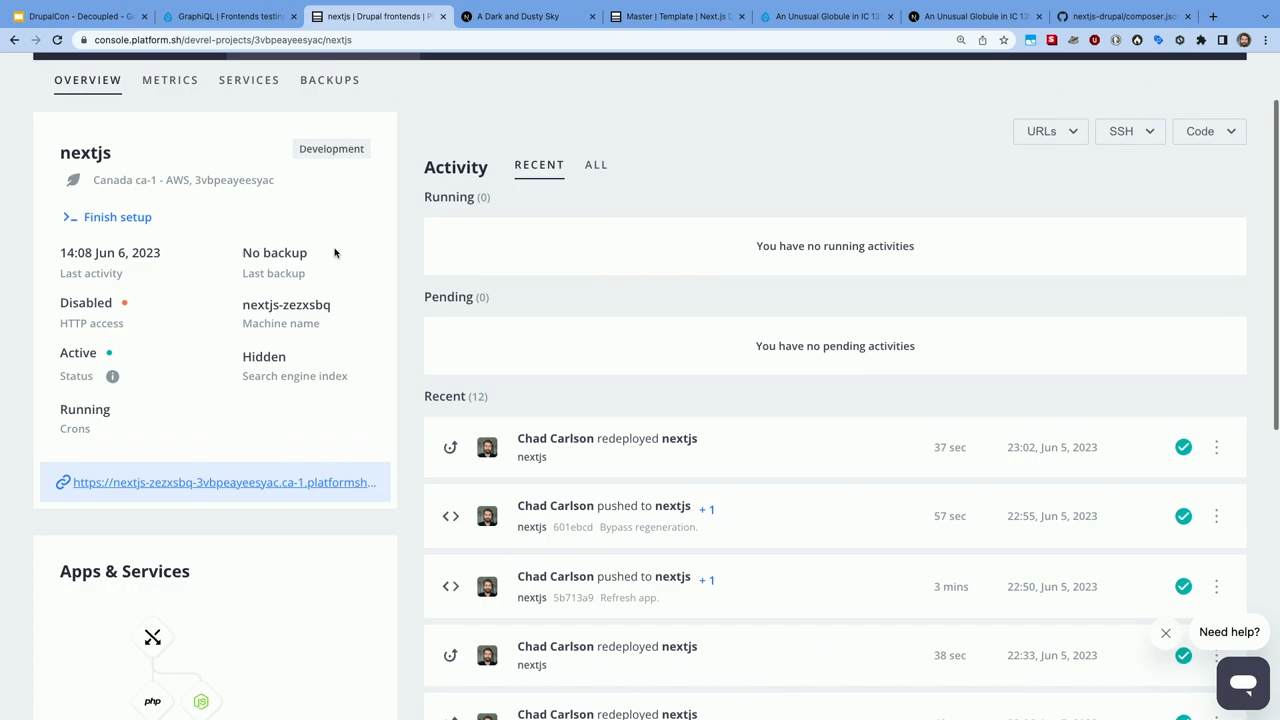 DrupalCon - Decoupled - Ga
GraphiQL | Frontends testin
nextjs | Drupal frontends | P
A Dark and Dusty Sky
Master | Template | Next.js D
An Unusual Globule in IC 13
An Unusual Globule in IC 13
nextjs-drupal/composer.jso
console.platform.sh/devrel-projects/3vbpeayeesyac/nextjs
OVERVIEW METRICS SERVICES BACKUPS
URLs SSH Code
nextjs
Development
Canada ca-1 - AWS, 3vbpeayeesyac
Finish setup
14:08 Jun 6, 2023
Last activity
No backup
Last backup
Disabled
HTTP access
nextjs-zezxsbq
Machine name
Active
Status
Hidden
Search engine index
Running
Crons
https://nextjs-zezxsbq-3vbpeayeesyac.ca-1.platformsh...
Apps & Services
php
Activity RECENT ALL
Running (0)
You have no running activities
Pending (0)
You have no pending activities
Recent (12)
Chad Carlson redeployed nextjs
nextjs
37 sec 23:02, Jun 5, 2023
Chad Carlson pushed to nextjs + 1
nextjs 601ebcd Bypass regeneration.
57 sec 22:55, Jun 5, 2023
Chad Carlson pushed to nextjs + 1
nextjs 5b713a9 Refresh app.
3 mins 22:50, Jun 5, 2023
Chad Carlson redeployed nextjs
nextjs
38 sec 22:33, Jun 5, 2023
Chad Carlson redeployed nextjs
Need help?